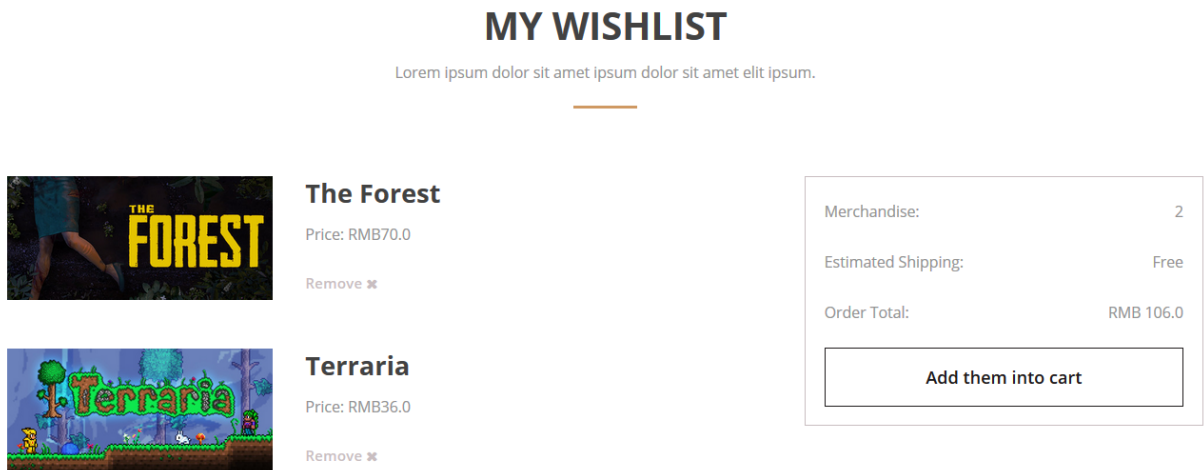 MY WISHLIST
Lorem ipsum dolor sit amet ipsum dolor sit amet elit ipsum.
THE
FOREST
The Forest
Price: RMB70.0
Remove ✖
Terraria
Terraria
Price: RMB36.0
Remove ✖
Merchandise: 2
Estimated Shipping: Free
Order Total: RMB 106.0
Add them into cart